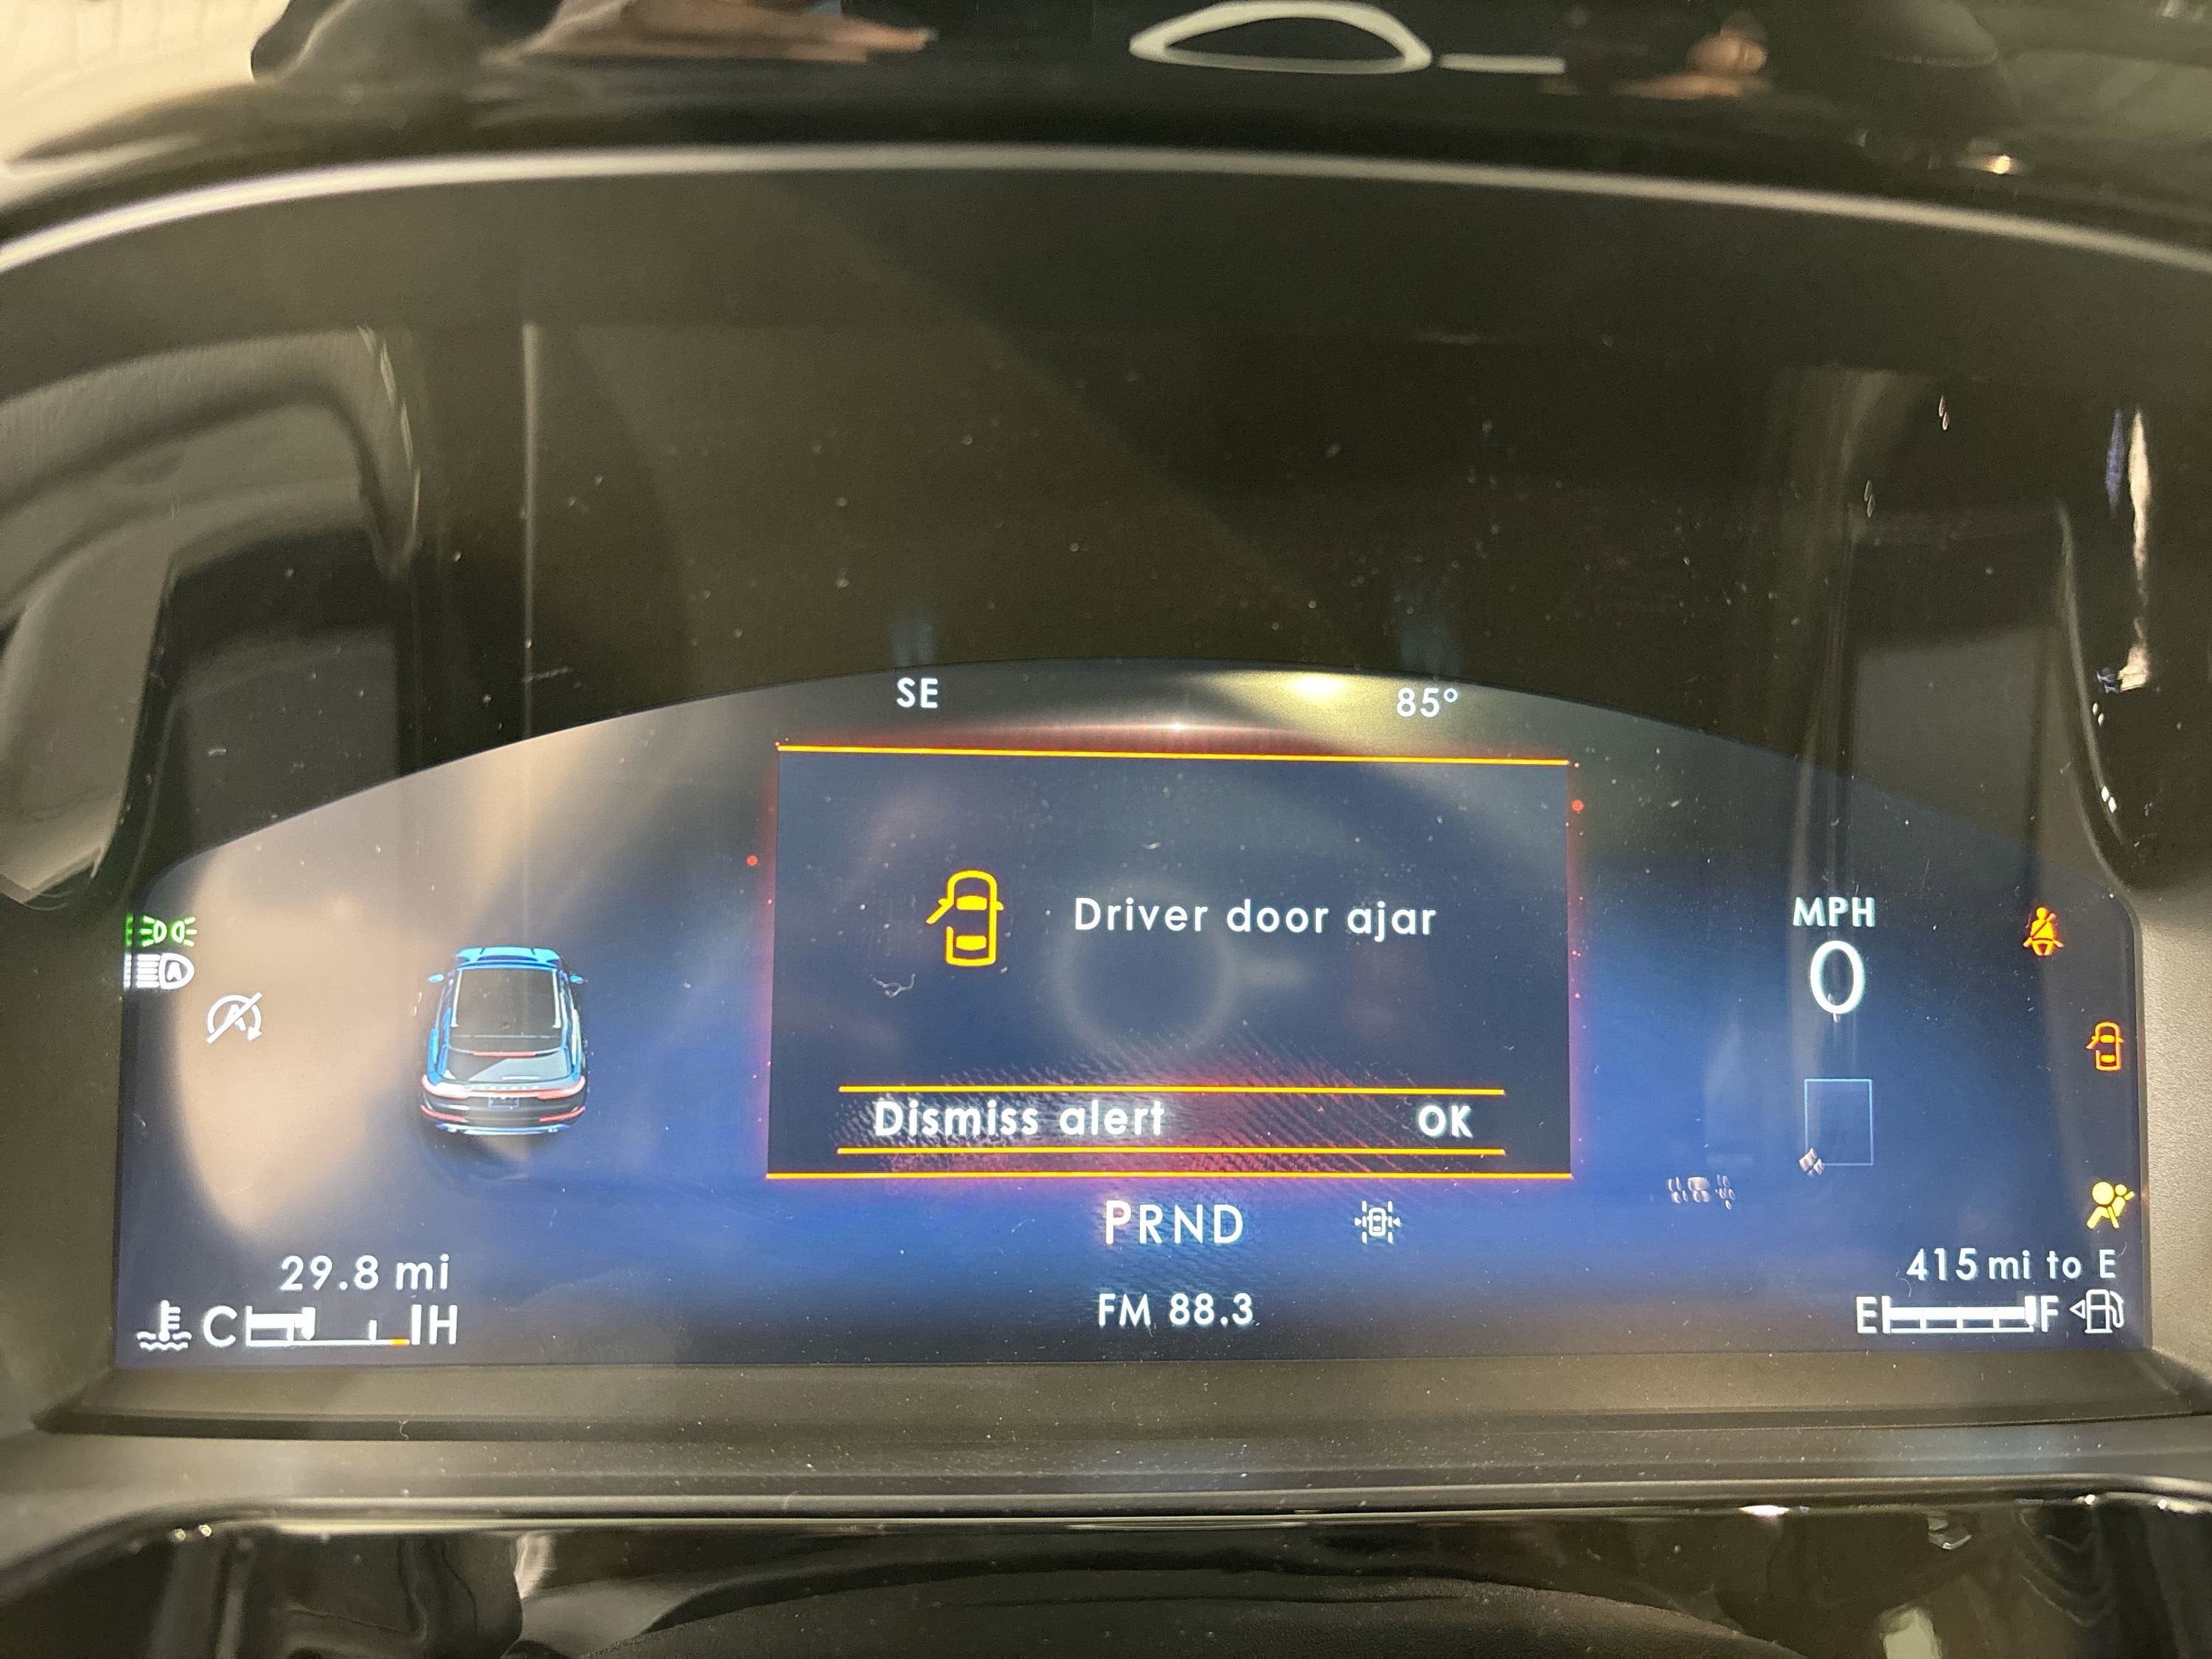 SE 85°
Driver door ajar
MPH
0
A
A
Dismiss alert OK
PRND
29.8 mi
415 mi to E
C H
FM 88.3
E F